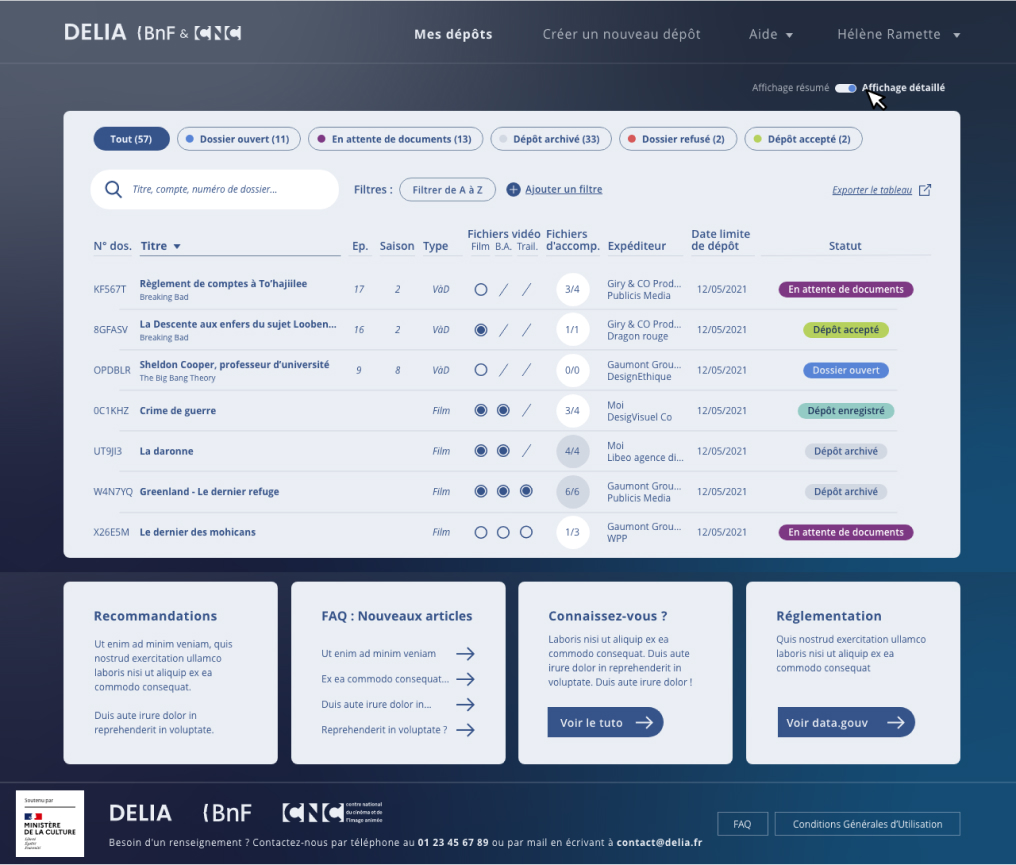 DELIA (BnF & CNC
Mes dépôts
Créer un nouveau dépôt
Aide
Hélène Ramette
Affichage résumé
Affichage détaillé
Tout (57)
Dossier ouvert (11)
En attente de documents (13)
Dépôt archivé (33)
Dossier refusé (2)
Dépôt accepté (2)
Titre, compte, numéro de dossier...
Filtres :
Filtrer de A à Z
Ajouter un filtre
Exporter le tableau
N° dos. Titre Ep. Saison Type
Fichiers vidéo
Film B.A. Trail.
Fichiers
d'accomp.
Expéditeur
Date limite
de dépôt
Statut
KF567T
Règlement de comptes à To'hajiilee
Breaking Bad
17 2 VàD / / 3/4
Giry & CO Prod...
Publicis Media
12/05/2021
En attente de documents
8GFASV
La Descente aux enfers du sujet Looben...
Breaking Bad
16 2 VàD / / 1/1
Giry & CO Prod...
Dragon rouge
12/05/2021
Dépôt accepté
OPDBLR
Sheldon Cooper, professeur d'université
The Big Bang Theory
9 8 VàD / / 0/0
Gaumont Grou...
DesignEthique
12/05/2021
Dossier ouvert
0C1KHZ Crime de guerre Film / 3/4
Moi
DesigVisuel Co
12/05/2021
Dépôt enregistré
UT9JI3 La daronne Film / 4/4
Moi
Libeo agence di...
12/05/2021
Dépôt archivé
W4N7YQ Greenland - Le dernier refuge Film 6/6
Gaumont Grou...
Publicis Media
12/05/2021
Dépôt archivé
X26E5M Le dernier des mohicans Film 1/3
Gaumont Grou...
WPP
12/05/2021
En attente de documents
Recommandations
Ut enim ad minim veniam, quis
nostrud exercitation ullamco
laboris nisi ut aliquip ex ea
commodo consequat.
Duis aute irure dolor in
reprehenderit in voluptate.
FAQ : Nouveaux articles
Ut enim ad minim veniam
Ex ea commodo consequat...
Duis aute irure dolor in...
Reprehenderit in voluptate ?
Connaissez-vous ?
Laboris nisi ut aliquip ex ea
commodo consequat. Duis aute
irure dolor in reprehenderit in
voluptate. Duis aute irure dolor !
Voir le tuto
Réglementation
Quis nostrud exercitation ullamco
laboris nisi ut aliquip ex ea
commodo consequat
Voir data.gouv
Soutenu par
MINISTÈRE
DE LA CULTURE
Liberté
Égalité
Fraternité
DELIA (BnF CNC
centre national
du cinéma et de
l'image animée
Besoin d'un renseignement ? Contactez-nous par téléphone au 01 23 45 67 89 ou par mail en écrivant à contact@delia.fr
FAQ
Conditions Générales d'Utilisation